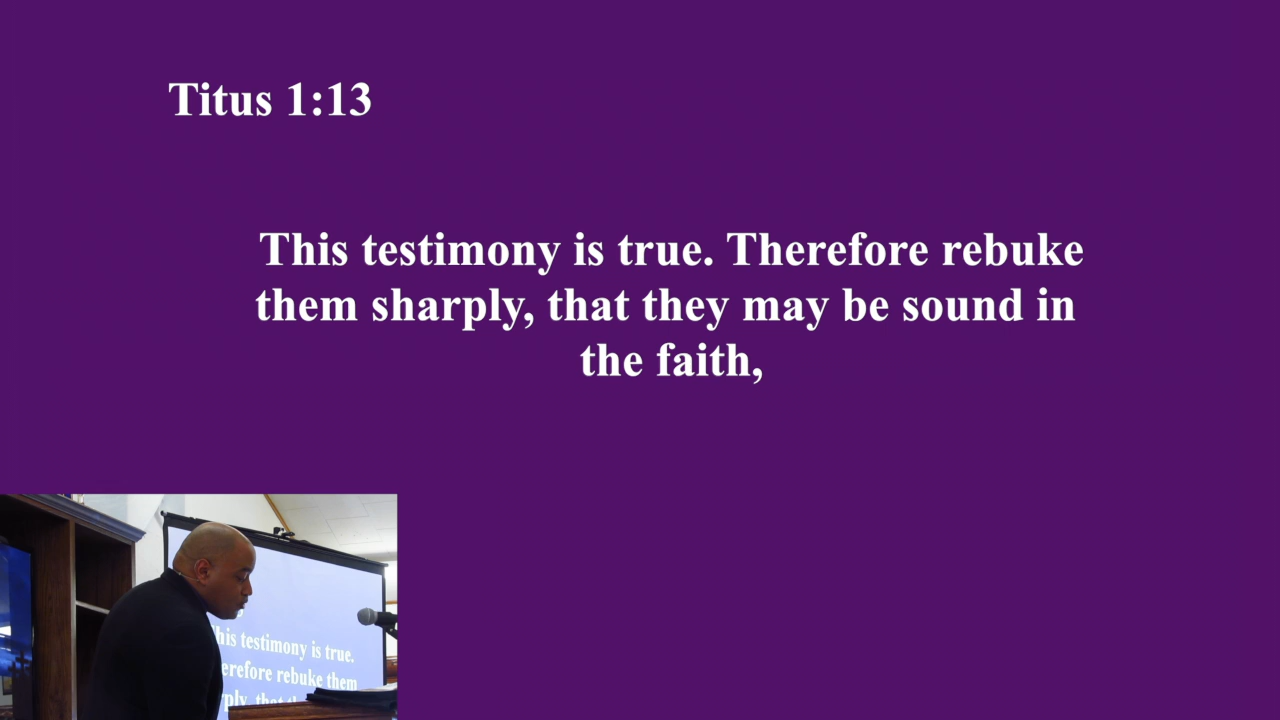 Titus 1:13
This testimony is true. Therefore rebuke
them sharply, that they may be sound in
the faith,
his testimony is true.
erefore rebuke them